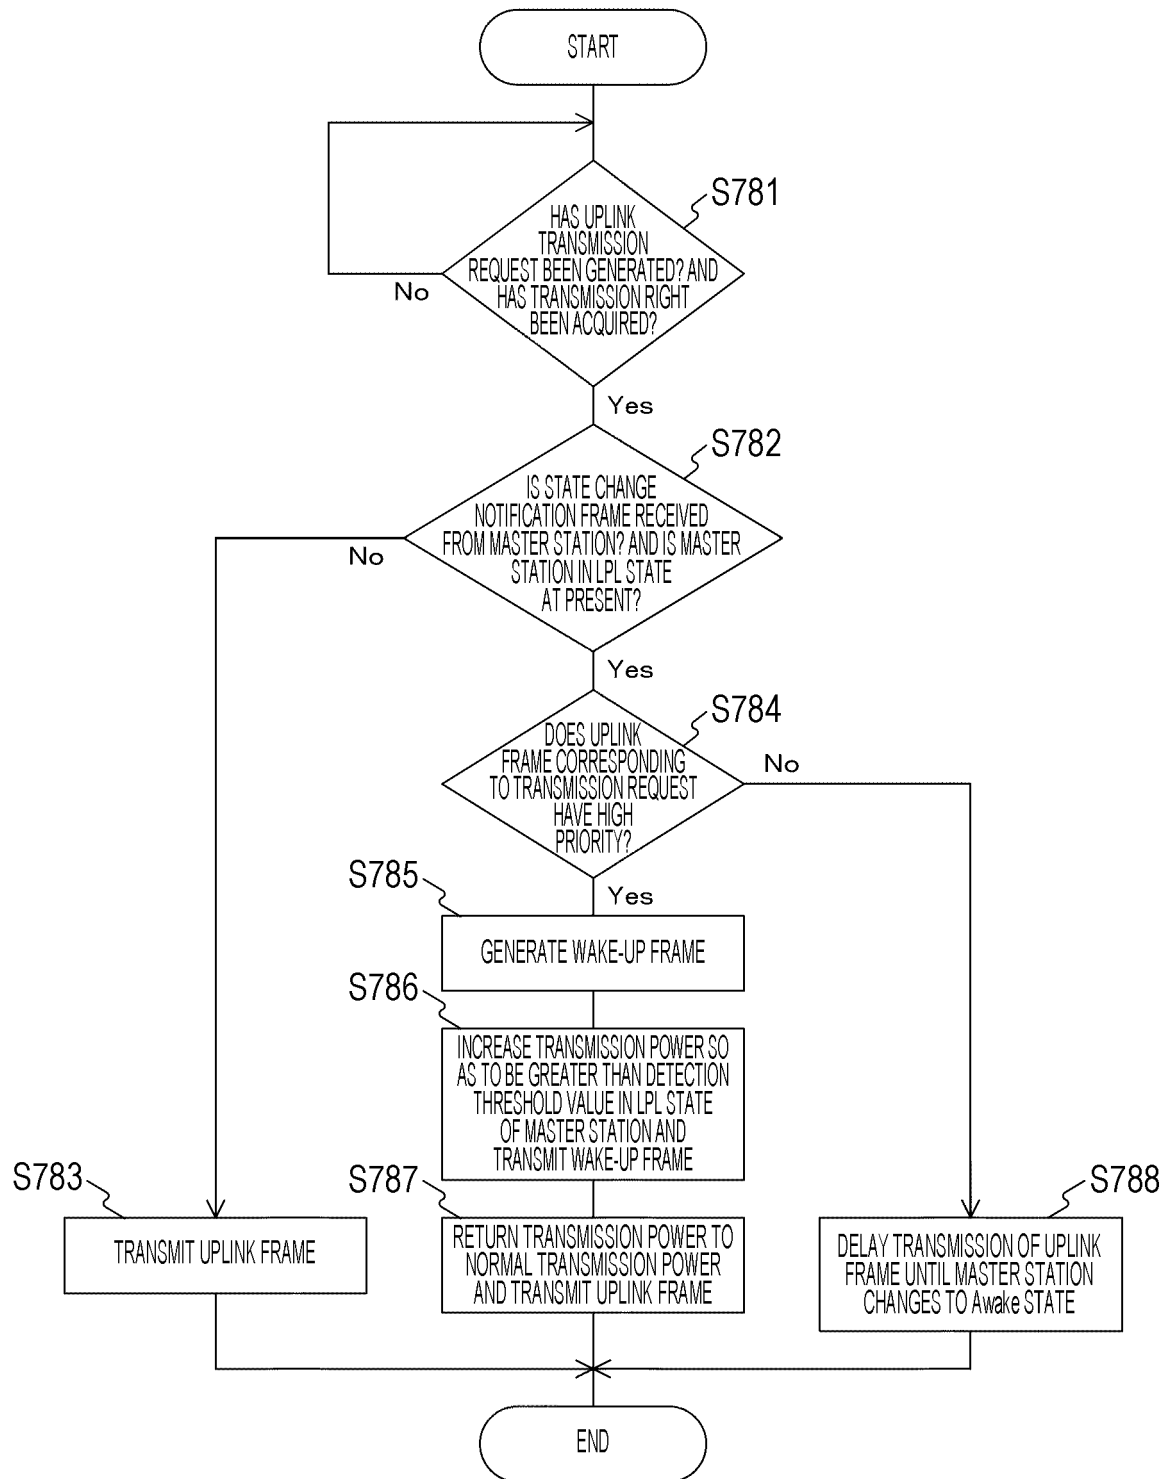 START
S781
HAS UPLINK
TRANSMISSION
REQUEST BEEN GENERATED? AND
HAS TRANSMISSION RIGHT
BEEN ACQUIRED?
No
Yes
S782
IS STATE CHANGE
NOTIFICATION FRAME RECEIVED
FROM MASTER STATION? AND IS MASTER
STATION IN LPL STATE
AT PRESENT?
No
Yes
S784
DOES UPLINK
FRAME CORRESPONDING
TO TRANSMISSION REQUEST
HAVE HIGH
PRIORITY?
No
Yes
S785
GENERATE WAKE-UP FRAME
S786
INCREASE TRANSMISSION POWER SO
AS TO BE GREATER THAN DETECTION
THRESHOLD VALUE IN LPL STATE
OF MASTER STATION AND
TRANSMIT WAKE-UP FRAME
S783
TRANSMIT UPLINK FRAME
S787
RETURN TRANSMISSION POWER TO
NORMAL TRANSMISSION POWER
AND TRANSMIT UPLINK FRAME
S788
DELAY TRANSMISSION OF UPLINK
FRAME UNTIL MASTER STATION
CHANGES TO Awake STATE
END